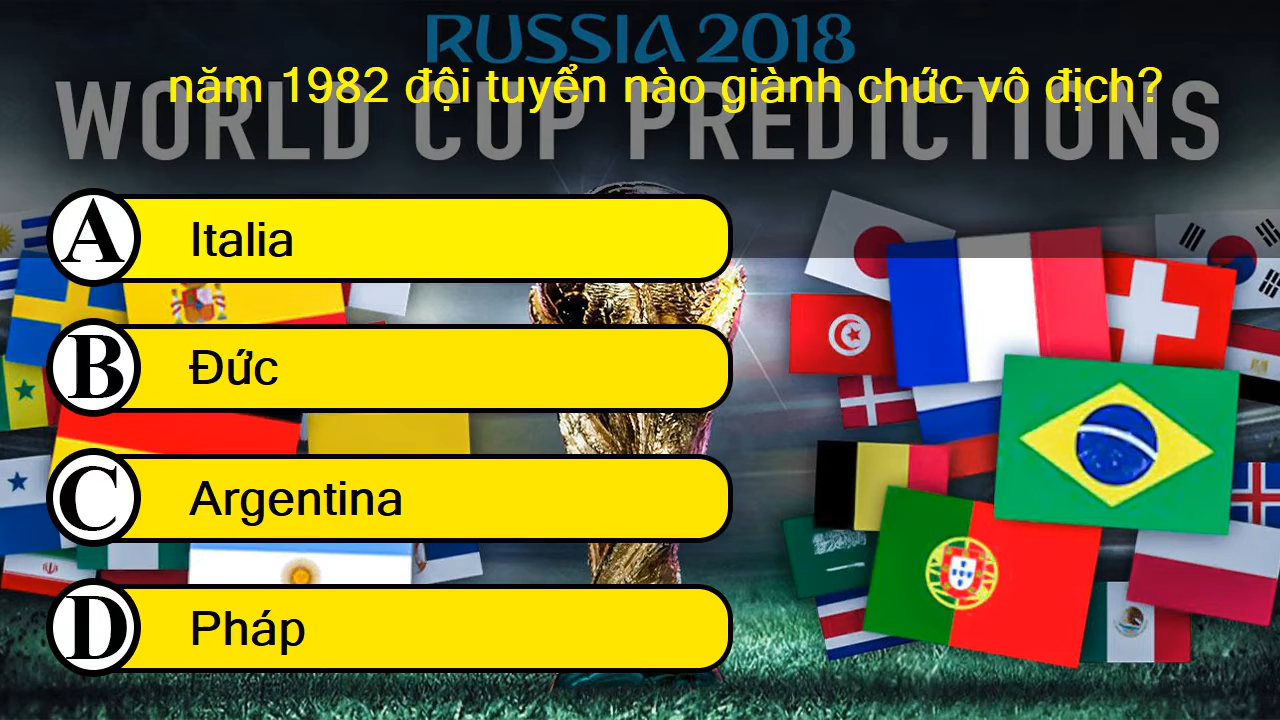 RUSSIA 2018
năm 1982 đội tuyển nào giành chức vô địch?
WORLD CUP PREDICTIONS
A Italia
B Đức
C Argentina
D Pháp